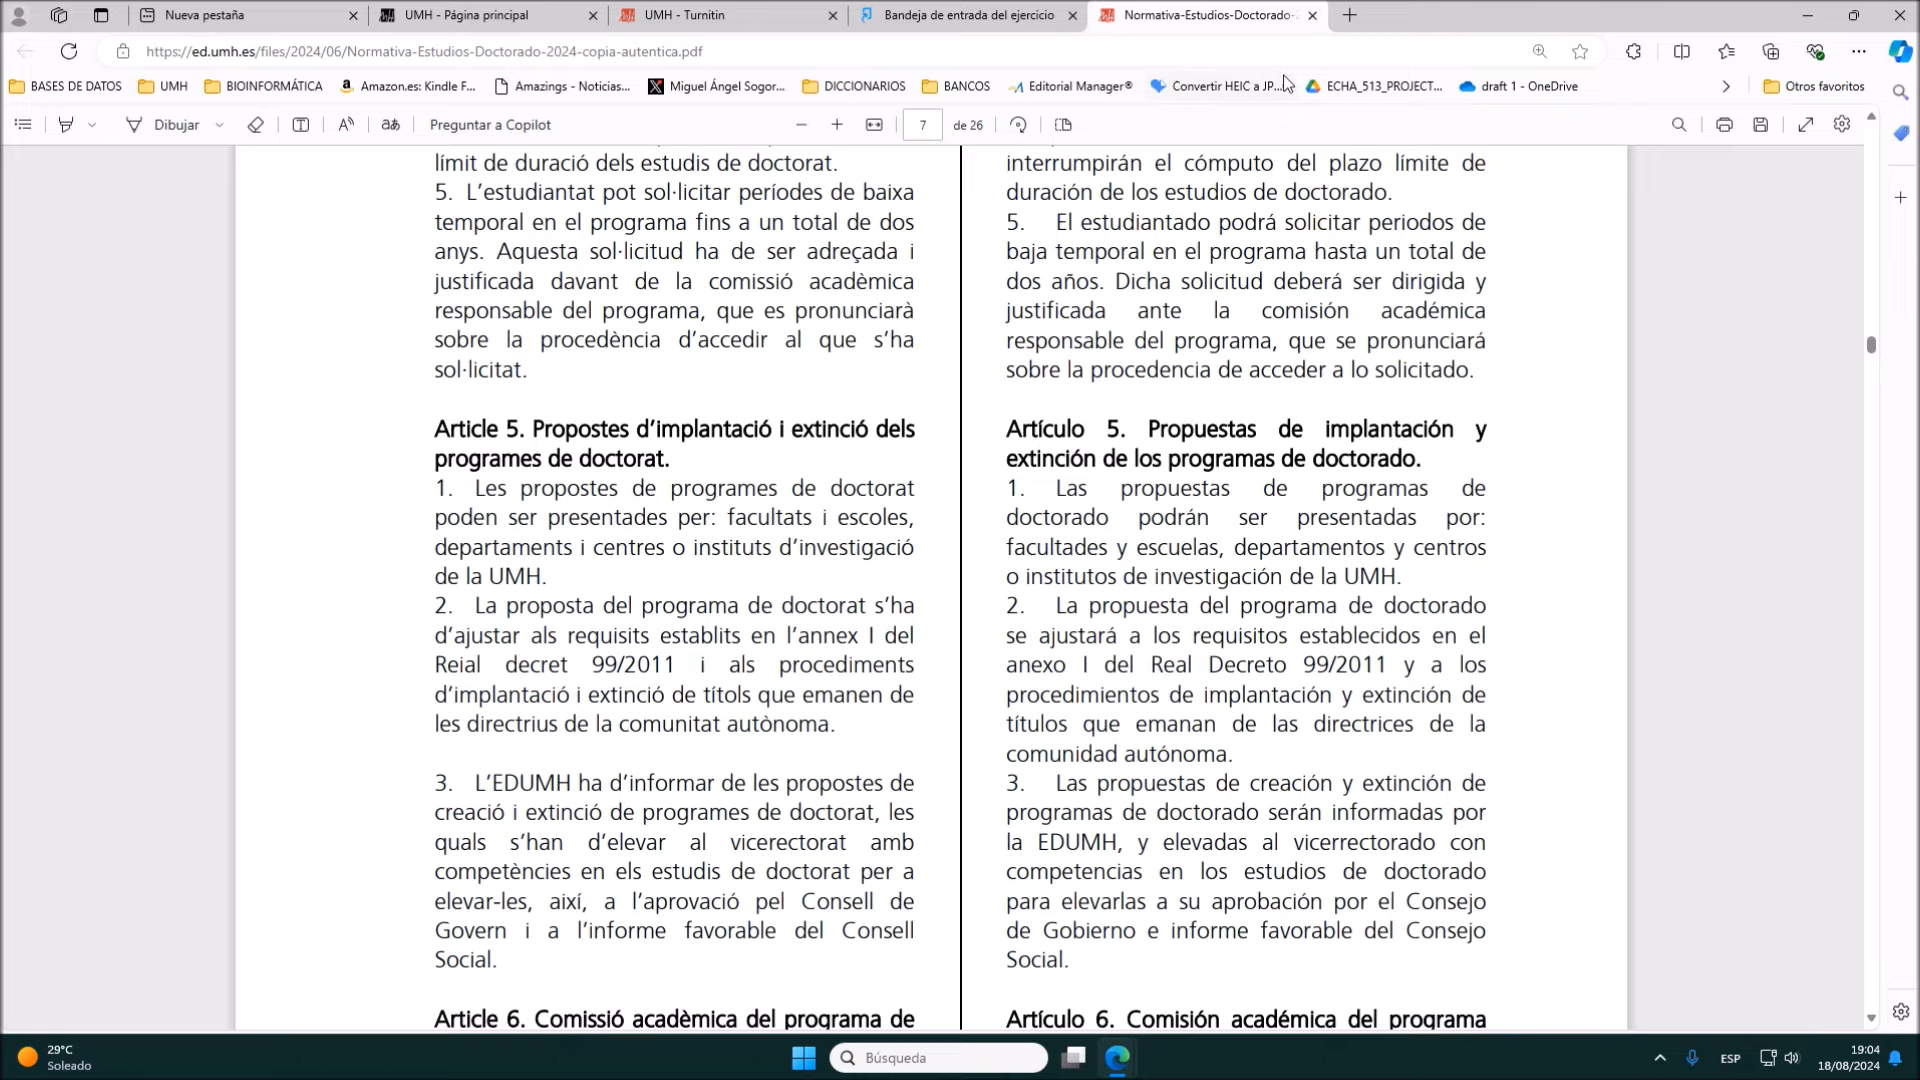 Nueva pestaña
UMH - Página principal
UMH - Turnitin
Bandeja de entrada del ejercicio
Normativa-Estudios-Doctorado-
https://ed.umh.es/files/2024/06/Normativa-Estudios-Doctorado-2024-copia-autentica.pdf
BASES DE DATOS
UMH
BIOINFORMÁTICA
Amazon.es: Kindle F...
Amazings - Noticias...
Miguel Ángel Sogor...
DICCIONARIOS
BANCOS
Editorial Manager®
Convertir HEIC a JP...
ECHA_513_PROJECT...
draft 1 - OneDrive
Otros favoritos
Dibujar
Preguntar a Copilot
7
de 26
límit de duració dels estudis de doctorat.
5. L’estudiantat pot sol·licitar períodes de baixa
temporal en el programa fins a un total de dos
anys. Aquesta sol·licitud ha de ser adreçada i
justificada davant de la comissió acadèmica
responsable del programa, que es pronunciarà
sobre la procedència d’accedir al que s’ha
sol·licitat.
Article 5. Propostes d’implantació i extinció dels
programes de doctorat.
1. Les propostes de programes de doctorat
poden ser presentades per: facultats i escoles,
departaments i centres o instituts d’investigació
de la UMH.
2. La proposta del programa de doctorat s’ha
d’ajustar als requisits establits en l’annex I del
Reial decret 99/2011 i als procediments
d’implantació i extinció de títols que emanen de
les directrius de la comunitat autònoma.
3. L’EDUMH ha d’informar de les propostes de
creació i extinció de programes de doctorat, les
quals s’han d’elevar al vicerectorat amb
competències en els estudis de doctorat per a
elevar-les, així, a l’aprovació pel Consell de
Govern i a l’informe favorable del Consell
Social.
Article 6. Comissió acadèmica del programa de
interrumpirán el cómputo del plazo límite de
duración de los estudios de doctorado.
5. El estudiantado podrá solicitar periodos de
baja temporal en el programa hasta un total de
dos años. Dicha solicitud deberá ser dirigida y
justificada ante la comisión académica
responsable del programa, que se pronunciará
sobre la procedencia de acceder a lo solicitado.
Artículo 5. Propuestas de implantación y
extinción de los programas de doctorado.
1. Las propuestas de programas de
doctorado podrán ser presentadas por:
facultades y escuelas, departamentos y centros
o institutos de investigación de la UMH.
2. La propuesta del programa de doctorado
se ajustará a los requisitos establecidos en el
anexo I del Real Decreto 99/2011 y a los
procedimientos de implantación y extinción de
títulos que emanan de las directrices de la
comunidad autónoma.
3. Las propuestas de creación y extinción de
programas de doctorado serán informadas por
la EDUMH, y elevadas al vicerrectorado con
competencias en los estudios de doctorado
para elevarlas a su aprobación por el Consejo
de Gobierno e informe favorable del Consejo
Social.
Artículo 6. Comisión académica del programa
29°C
Soleado
Búsqueda
ESP
19:04
18/08/2024